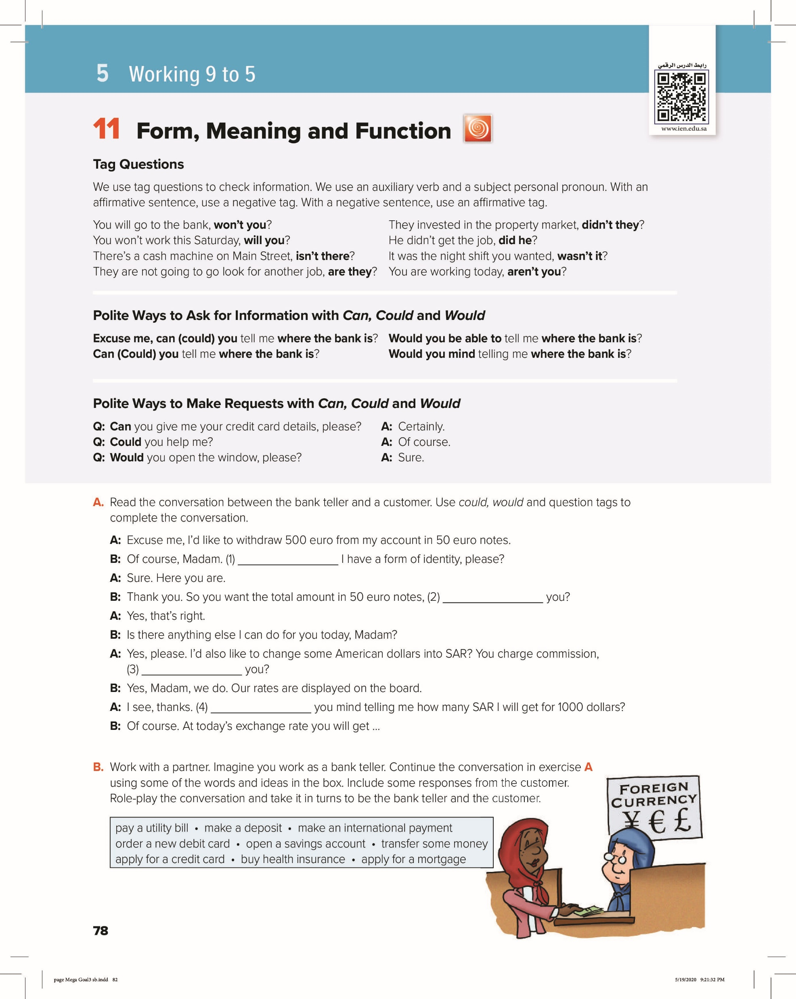 5 Working 9 to 5
رابط الدرس الرقمي
www.ien.edu.sa
11 Form, Meaning and Function
Tag Questions
We use tag questions to check information. We use an auxiliary verb and a subject personal pronoun. With an
affirmative sentence, use a negative tag. With a negative sentence, use an affirmative tag.
You will go to the bank, won’t you?
You won’t work this Saturday, will you?
There’s a cash machine on Main Street, isn’t there?
They are not going to go look for another job, are they?
They invested in the property market, didn’t they?
He didn’t get the job, did he?
It was the night shift you wanted, wasn’t it?
You are working today, aren’t you?
Polite Ways to Ask for Information with Can, Could and Would
Excuse me, can (could) you tell me where the bank is?
Can (Could) you tell me where the bank is?
Would you be able to tell me where the bank is?
Would you mind telling me where the bank is?
Polite Ways to Make Requests with Can, Could and Would
Q: Can you give me your credit card details, please? A: Certainly.
Q: Could you help me? A: Of course.
Q: Would you open the window, please? A: Sure.
A. Read the conversation between the bank teller and a customer. Use could, would and question tags to
complete the conversation.
A: Excuse me, I’d like to withdraw 500 euro from my account in 50 euro notes.
B: Of course, Madam. (1) ________________ I have a form of identity, please?
A: Sure. Here you are.
B: Thank you. So you want the total amount in 50 euro notes, (2) ________________ you?
A: Yes, that’s right.
B: Is there anything else I can do for you today, Madam?
A: Yes, please. I’d also like to change some American dollars into SAR? You charge commission,
(3) ________________ you?
B: Yes, Madam, we do. Our rates are displayed on the board.
A: I see, thanks. (4) ________________ you mind telling me how many SAR I will get for 1000 dollars?
B: Of course. At today’s exchange rate you will get ...
B. Work with a partner. Imagine you work as a bank teller. Continue the conversation in exercise A
using some of the words and ideas in the box. Include some responses from the customer.
Role-play the conversation and take it in turns to be the bank teller and the customer.
pay a utility bill • make a deposit • make an international payment
order a new debit card • open a savings account • transfer some money
apply for a credit card • buy health insurance • apply for a mortgage
FOREIGN
CURRENCY
¥ € £
78
page Mega Goal3 sb.indd 82
5/19/2020 9:21:32 PM